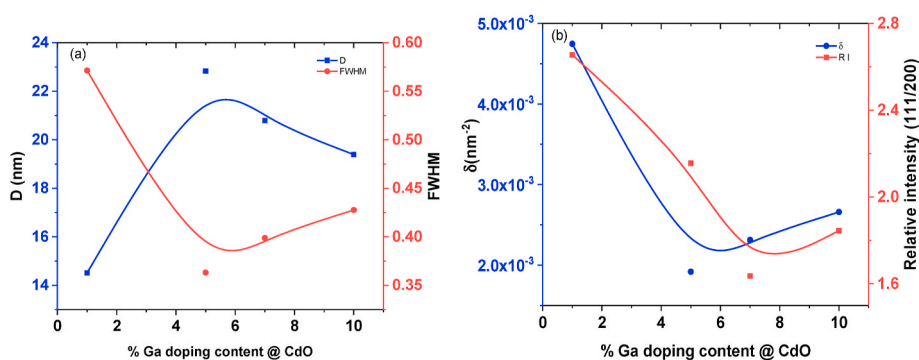 (a)
D
FWHM
24
22
20
18
16
14
D (nm)
0.60
0.55
0.50
0.45
0.40
0.35
FWHM
0 2 4 6 8 10
% Ga doping content @ CdO
(b)
δ
R I
5.0x10⁻³
4.0x10⁻³
3.0x10⁻³
2.0x10⁻³
δ(nm⁻²)
2.8
2.4
2.0
1.6
Relative intensity (111/200)
0 2 4 6 8 10
% Ga doping content @ CdO